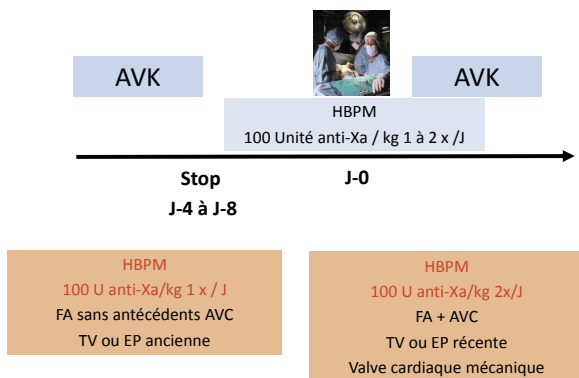 AVK
AVK
HBPM
100 Unité anti-Xa / kg 1 à 2 x /J
Stop
J-4 à J-8
J-0
HBPM
100 U anti-Xa/kg 1 x / J
FA sans antécédents AVC
TV ou EP ancienne
HBPM
100 U anti-Xa/kg 2x/J
FA + AVC
TV ou EP récente
Valve cardiaque mécanique